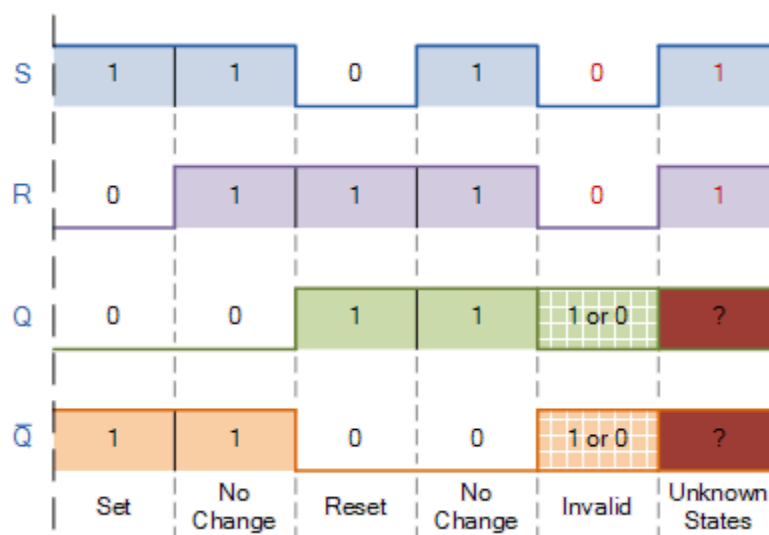 S 1 1 0 1 0 1
R 0 1 1 1 0 1
Q 0 0 1 1 1 or 0 ?
Q̅ 1 1 0 0 1 or 0 ?
Set No Change Reset No Change Invalid Unknown States